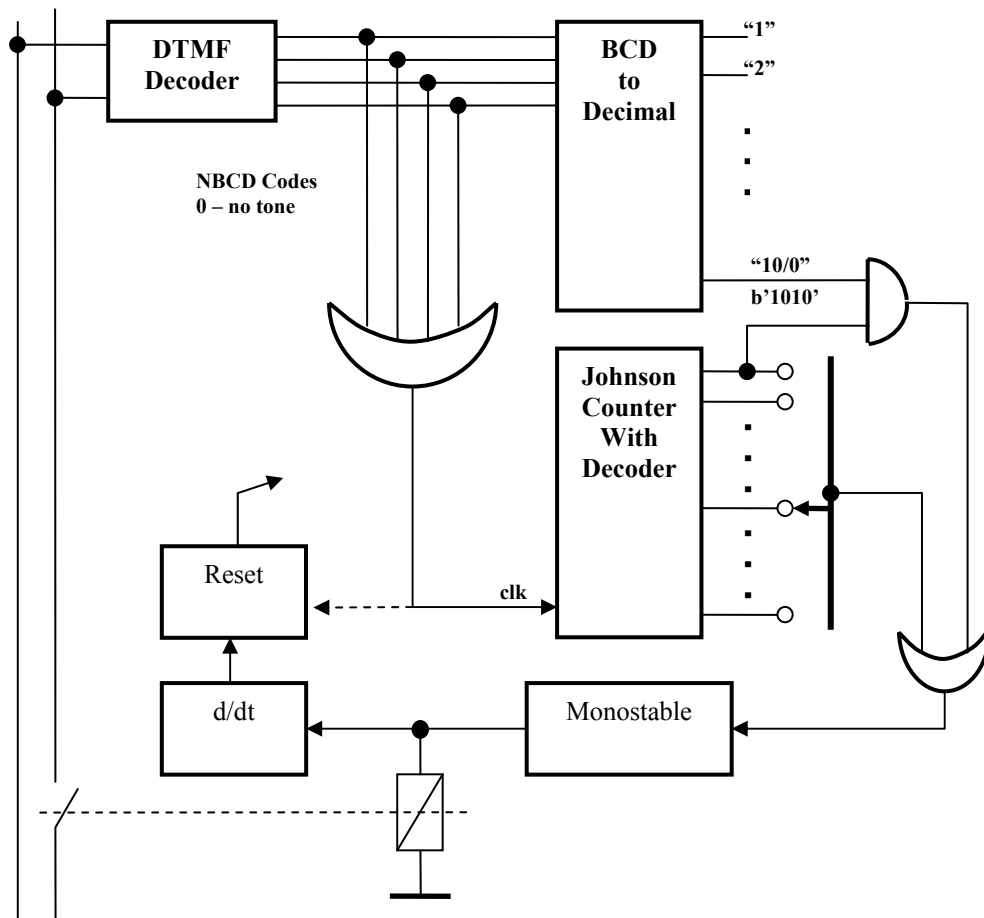 DTMF
Decoder
BCD
to
Decimal
“1”
“2”
NBCD Codes
0 – no tone
“10/0”
b’1010’
Johnson
Counter
With
Decoder
Reset
clk
d/dt
Monostable